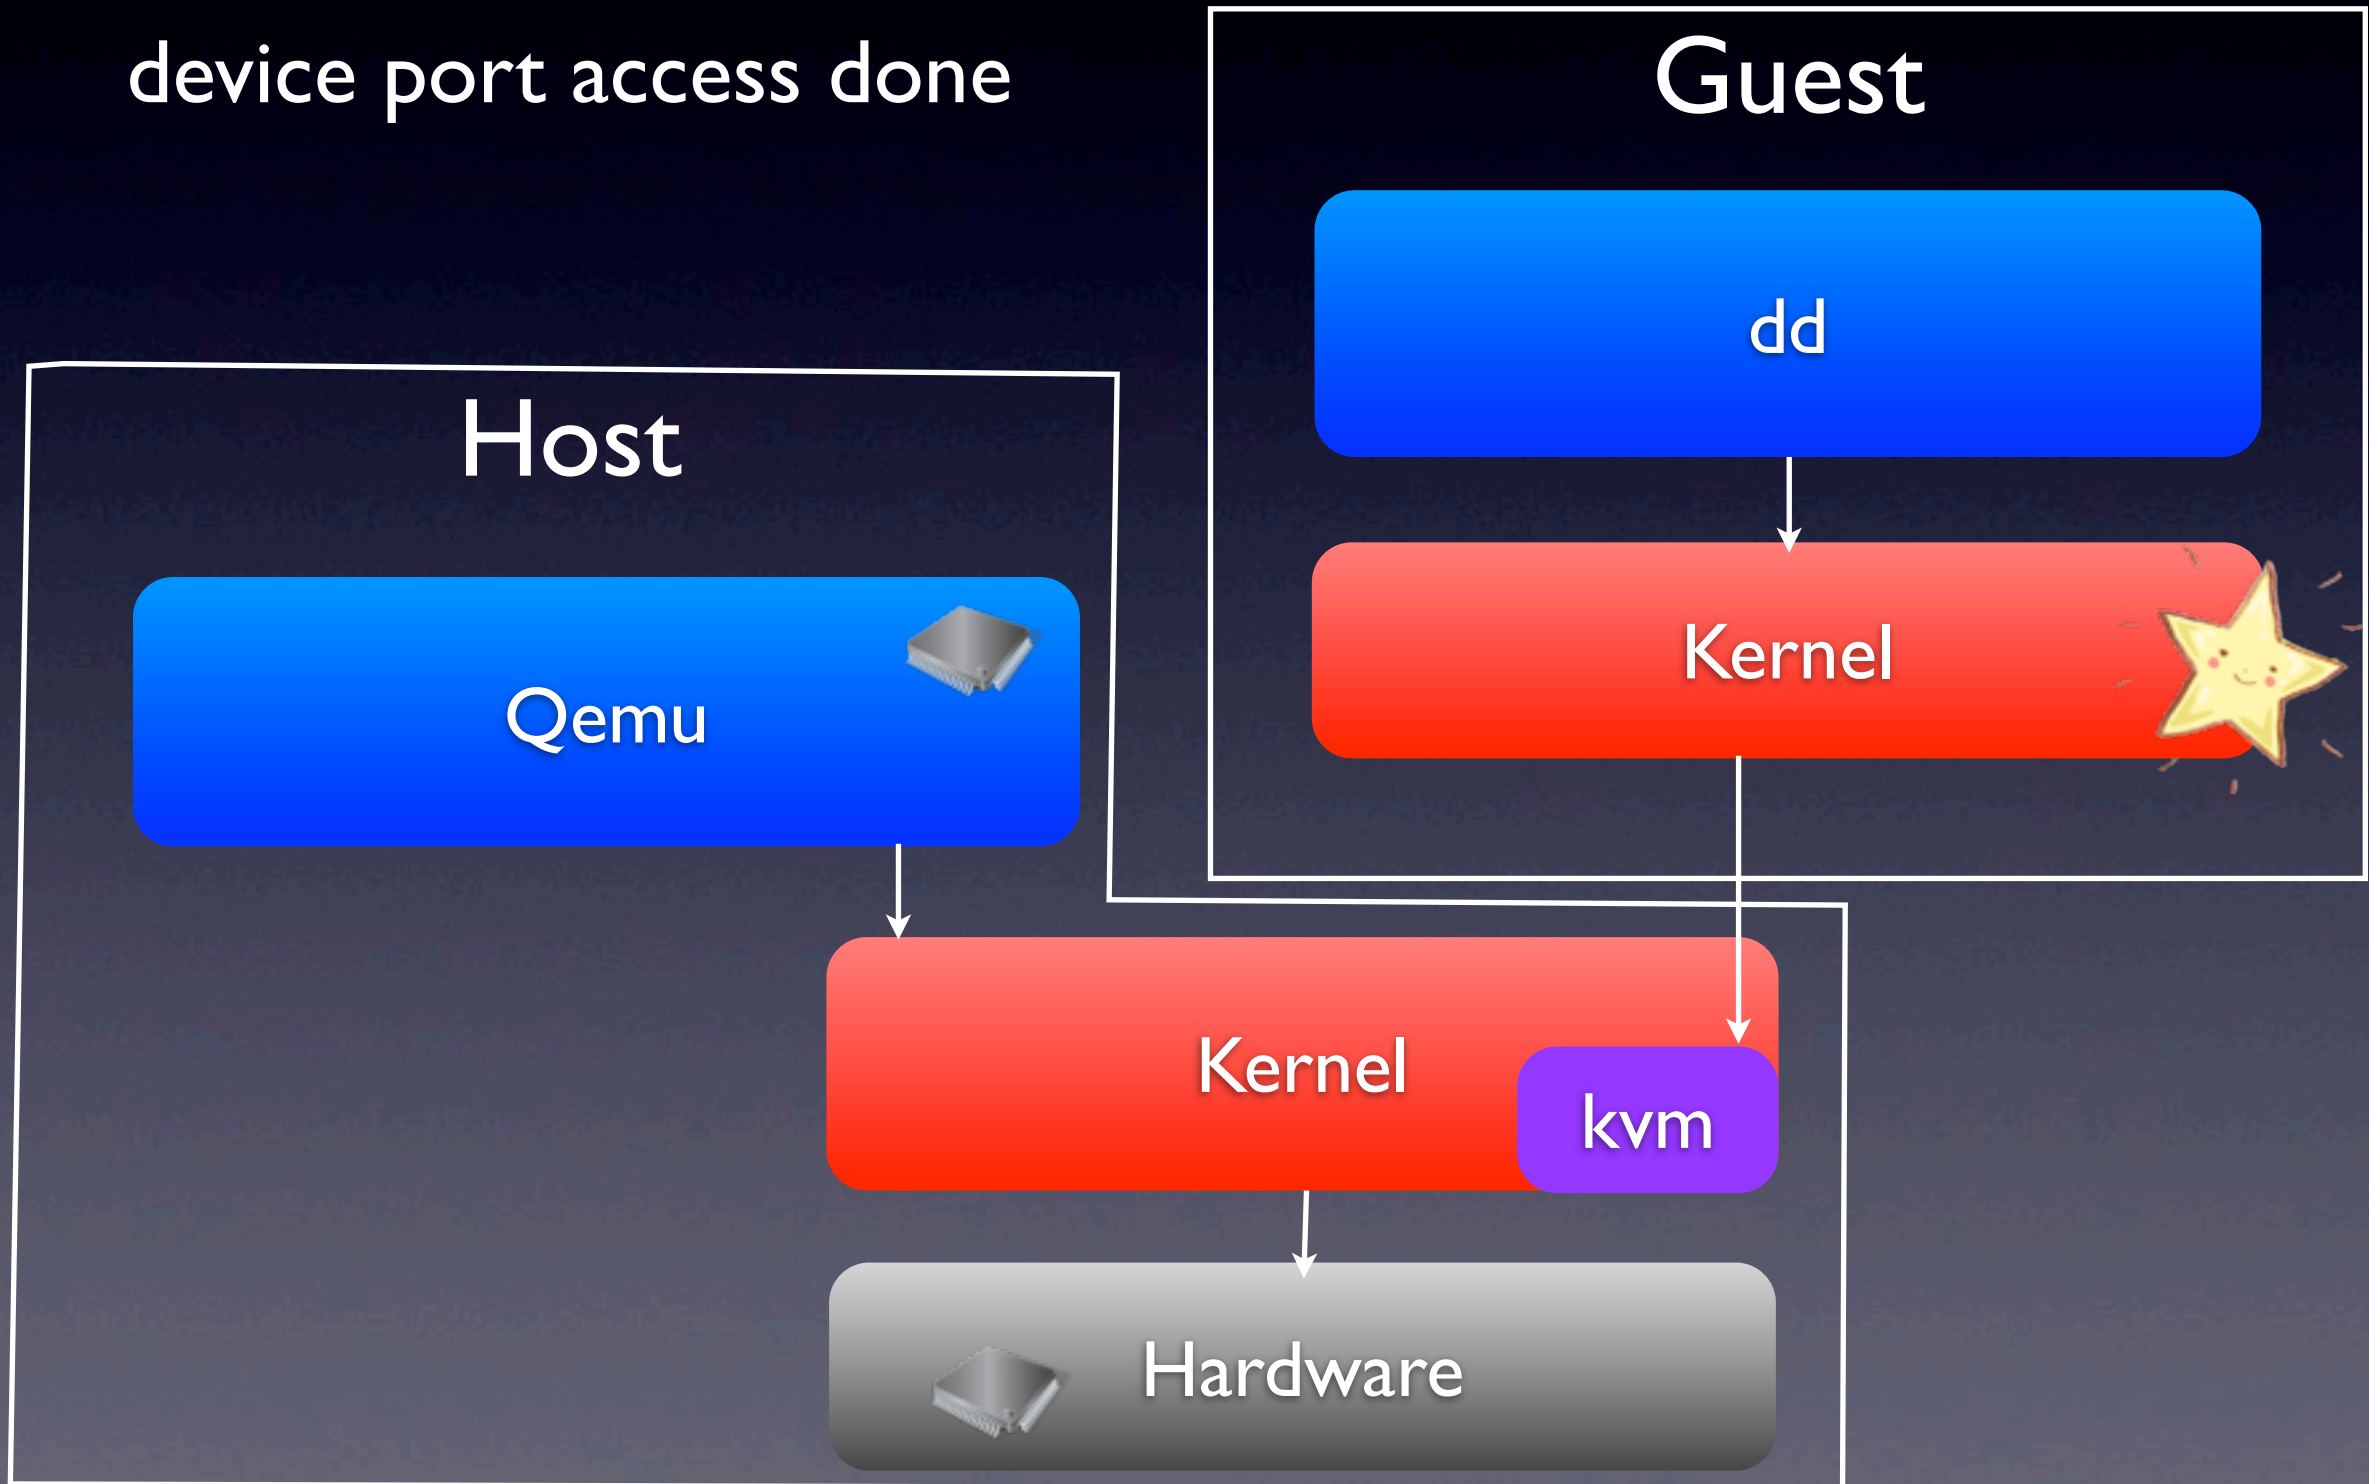 device port access done
Guest
dd
Host
Kernel
Qemu
Kernel
kvm
Hardware